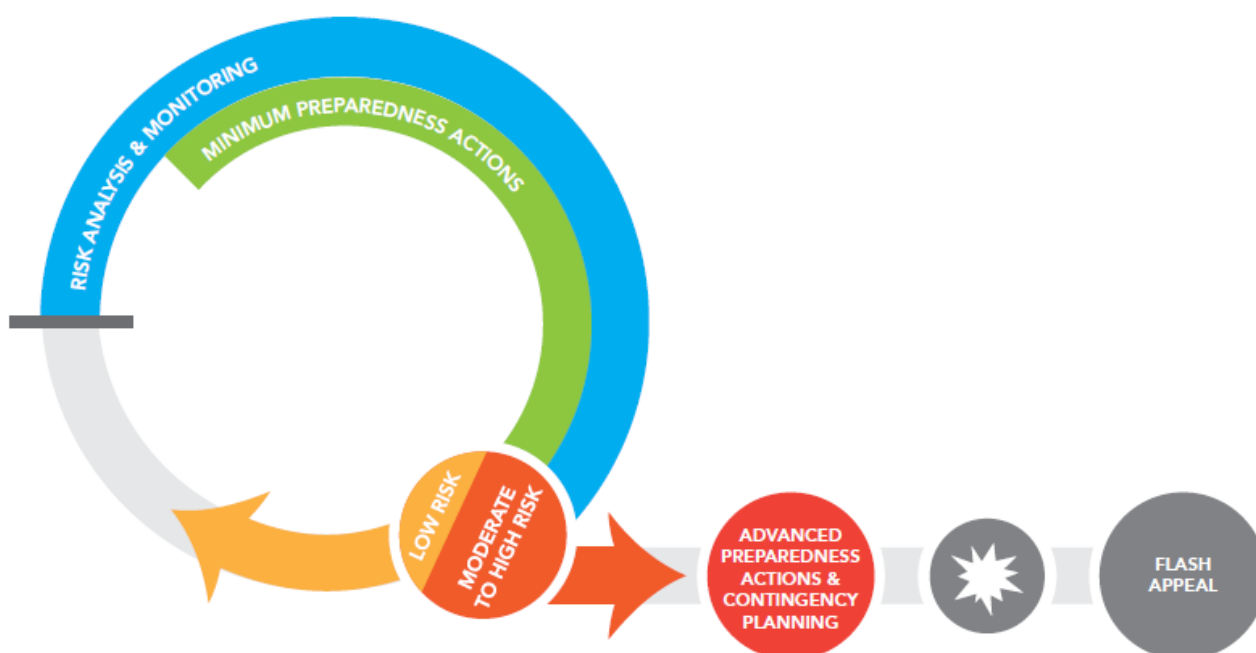 RISK ANALYSIS & MONITORING
MINIMUM PREPAREDNESS ACTIONS
LOW RISK
MODERATE
TO HIGH RISK
ADVANCED
PREPAREDNESS
ACTIONS &
CONTINGENCY
PLANNING
FLASH
APPEAL